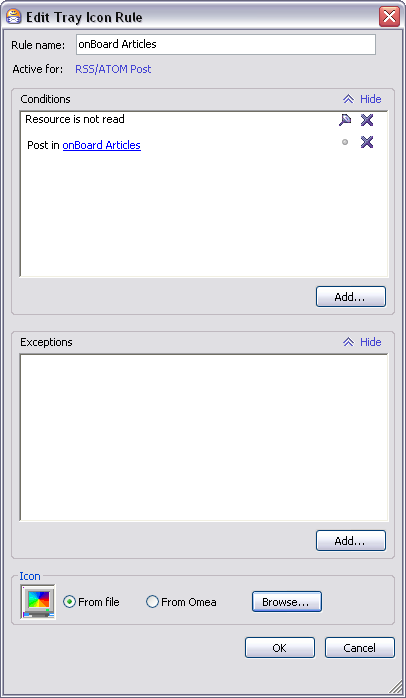 Edit Tray Icon Rule
Rule name: onBoard Articles
Active for: RSS/ATOM Post
Conditions Hide
Resource is not read
Post in onBoard Articles
Add...
Exceptions Hide
Add...
Icon
From file From Omea Browse...
OK Cancel